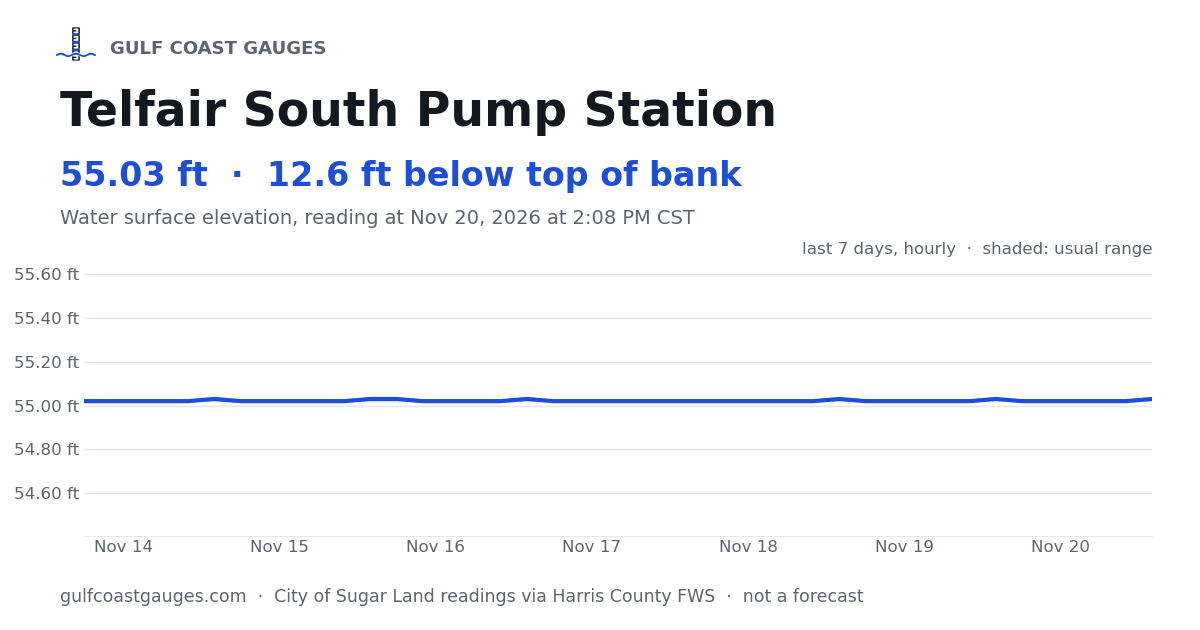 GULF COAST GAUGES
Telfair South Pump Station
55.03 ft · 12.6 ft below top of bank
Water surface elevation, reading at Nov 20, 2026 at 2:08 PM CST
last 7 days, hourly · shaded: usual range
55.60 ft
55.40 ft
55.20 ft
55.00 ft
54.80 ft
54.60 ft
Nov 14 Nov 15 Nov 16 Nov 17 Nov 18 Nov 19 Nov 20
gulfcoastgauges.com · City of Sugar Land readings via Harris County FWS · not a forecast